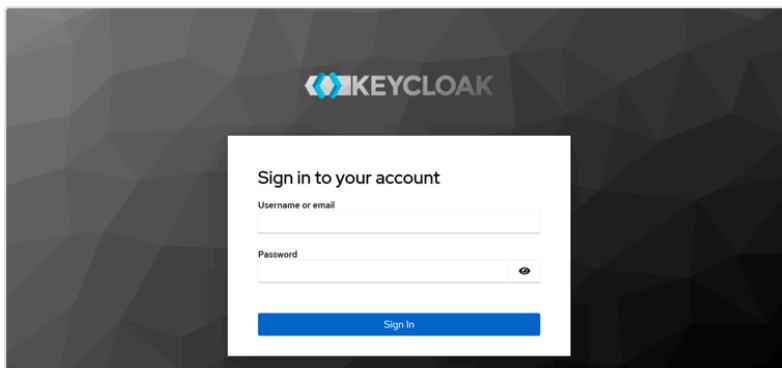 KEYCLOAK
Sign in to your account
Username or email
Password
Sign In